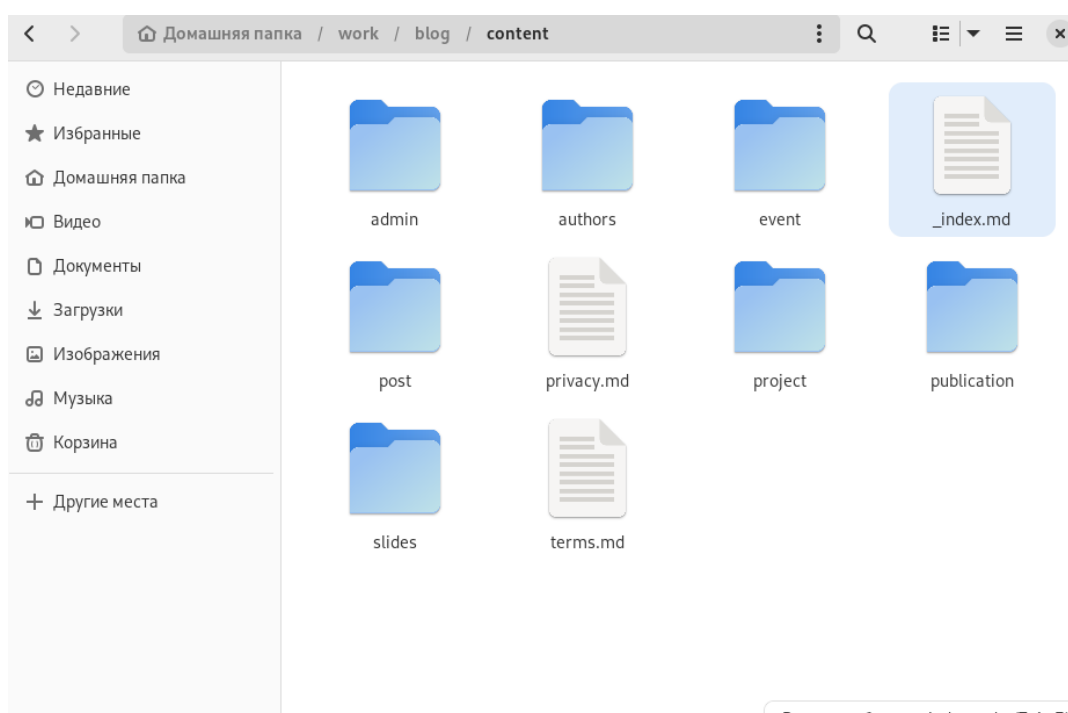 Домашняя папка / work / blog / content
Недавние
Избранные
Домашняя папка
Видео
Документы
Загрузки
Изображения
Музыка
Корзина
Другие места
admin authors event _index.md
post privacy.md project publication
slides terms.md